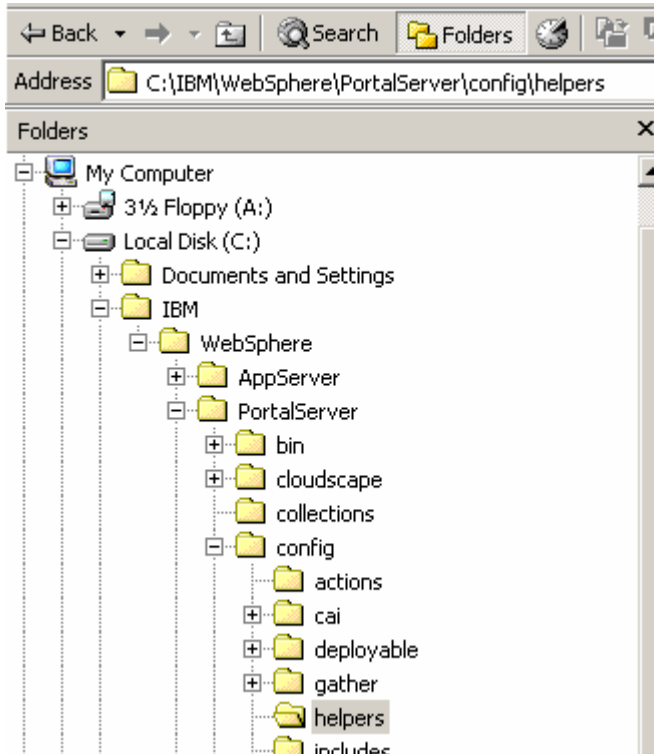 Back Search Folders
Address C:\IBM\WebSphere\PortalServer\config\helpers
Folders
My Computer
3½ Floppy (A:)
Local Disk (C:)
Documents and Settings
IBM
WebSphere
AppServer
PortalServer
bin
cloudscape
collections
config
actions
cai
deployable
gather
helpers
includes